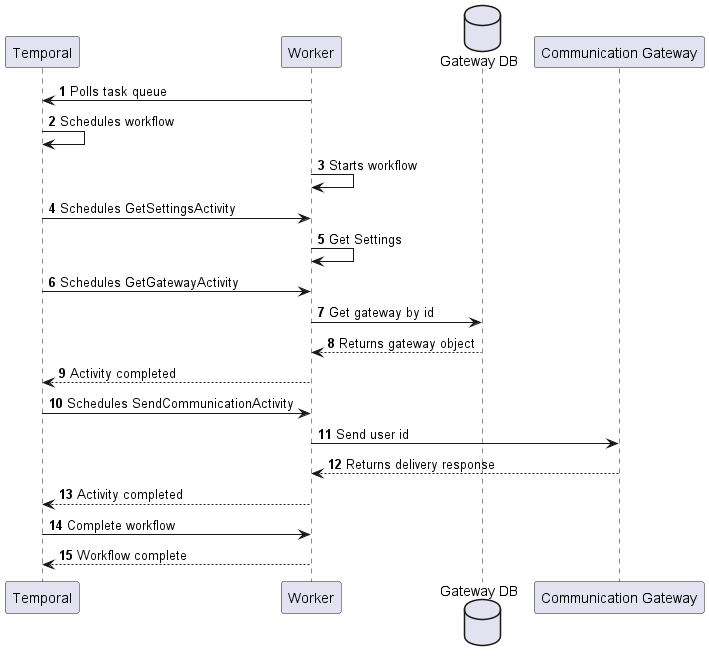 Gateway DB
Temporal
Worker
Communication Gateway
1 Polls task queue
2 Schedules workflow
3 Starts workflow
4 Schedules GetSettingsActivity
5 Get Settings
6 Schedules GetGatewayActivity
7 Get gateway by id
8 Returns gateway object
9 Activity completed
10 Schedules SendCommunicationActivity
11 Send user id
12 Returns delivery response
13 Activity completed
14 Complete workflow
15 Workflow complete
Temporal
Worker
Gateway DB
Communication Gateway